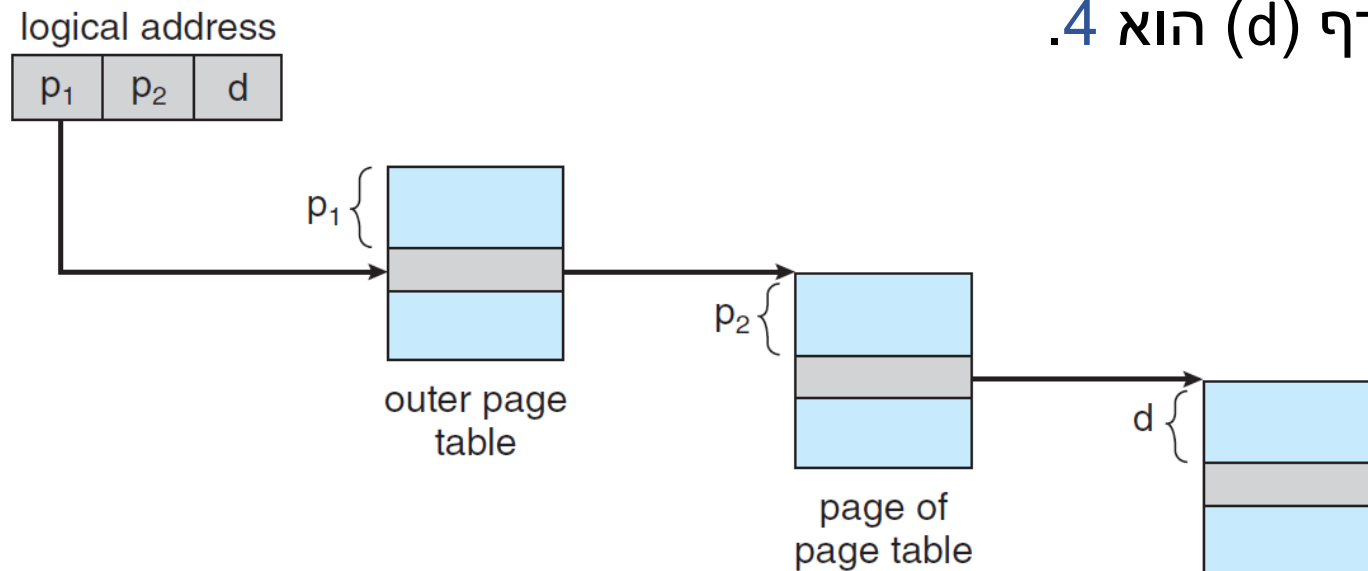 logical address
(d) הוא 4.
p₁ p₂ d
p₁
p₂
outer page
table
d
page of
page table